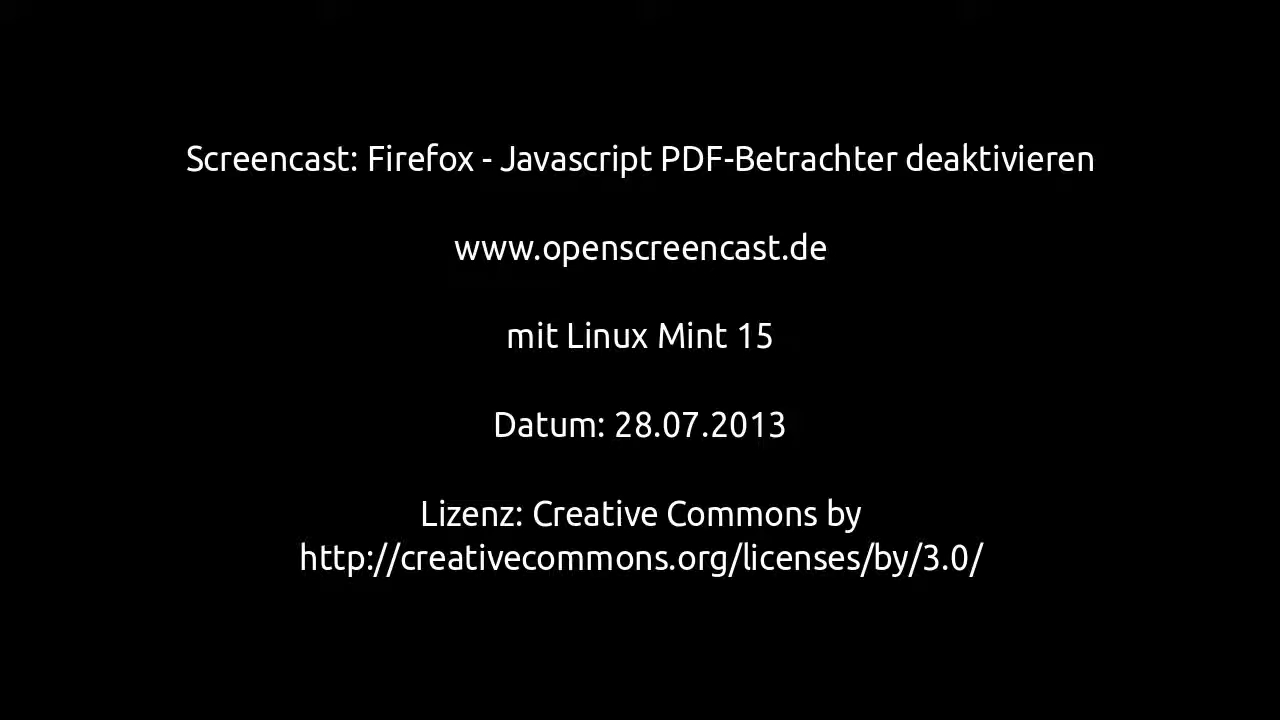 Screencast: Firefox - Javascript PDF-Betrachter deaktivieren
www.openscreencast.de
mit Linux Mint 15
Datum: 28.07.2013
Lizenz: Creative Commons by
http://creativecommons.org/licenses/by/3.0/